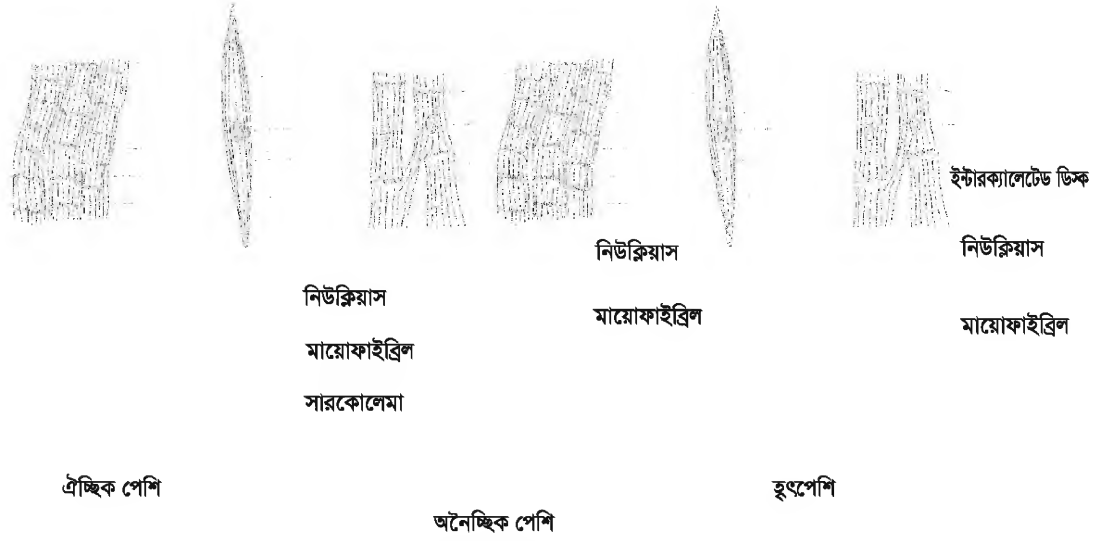 ইন্টারক্যালেটেড ডিস্ক
নিউক্লিয়াস
নিউক্লিয়াস
নিউক্লিয়াস
মায়োফাইব্রিল
মায়োফাইব্রিল
মায়োফাইব্রিল
সারকোলেমা
ঐচ্ছিক পেশি
হৃৎপেশি
অনৈচ্ছিক পেশি